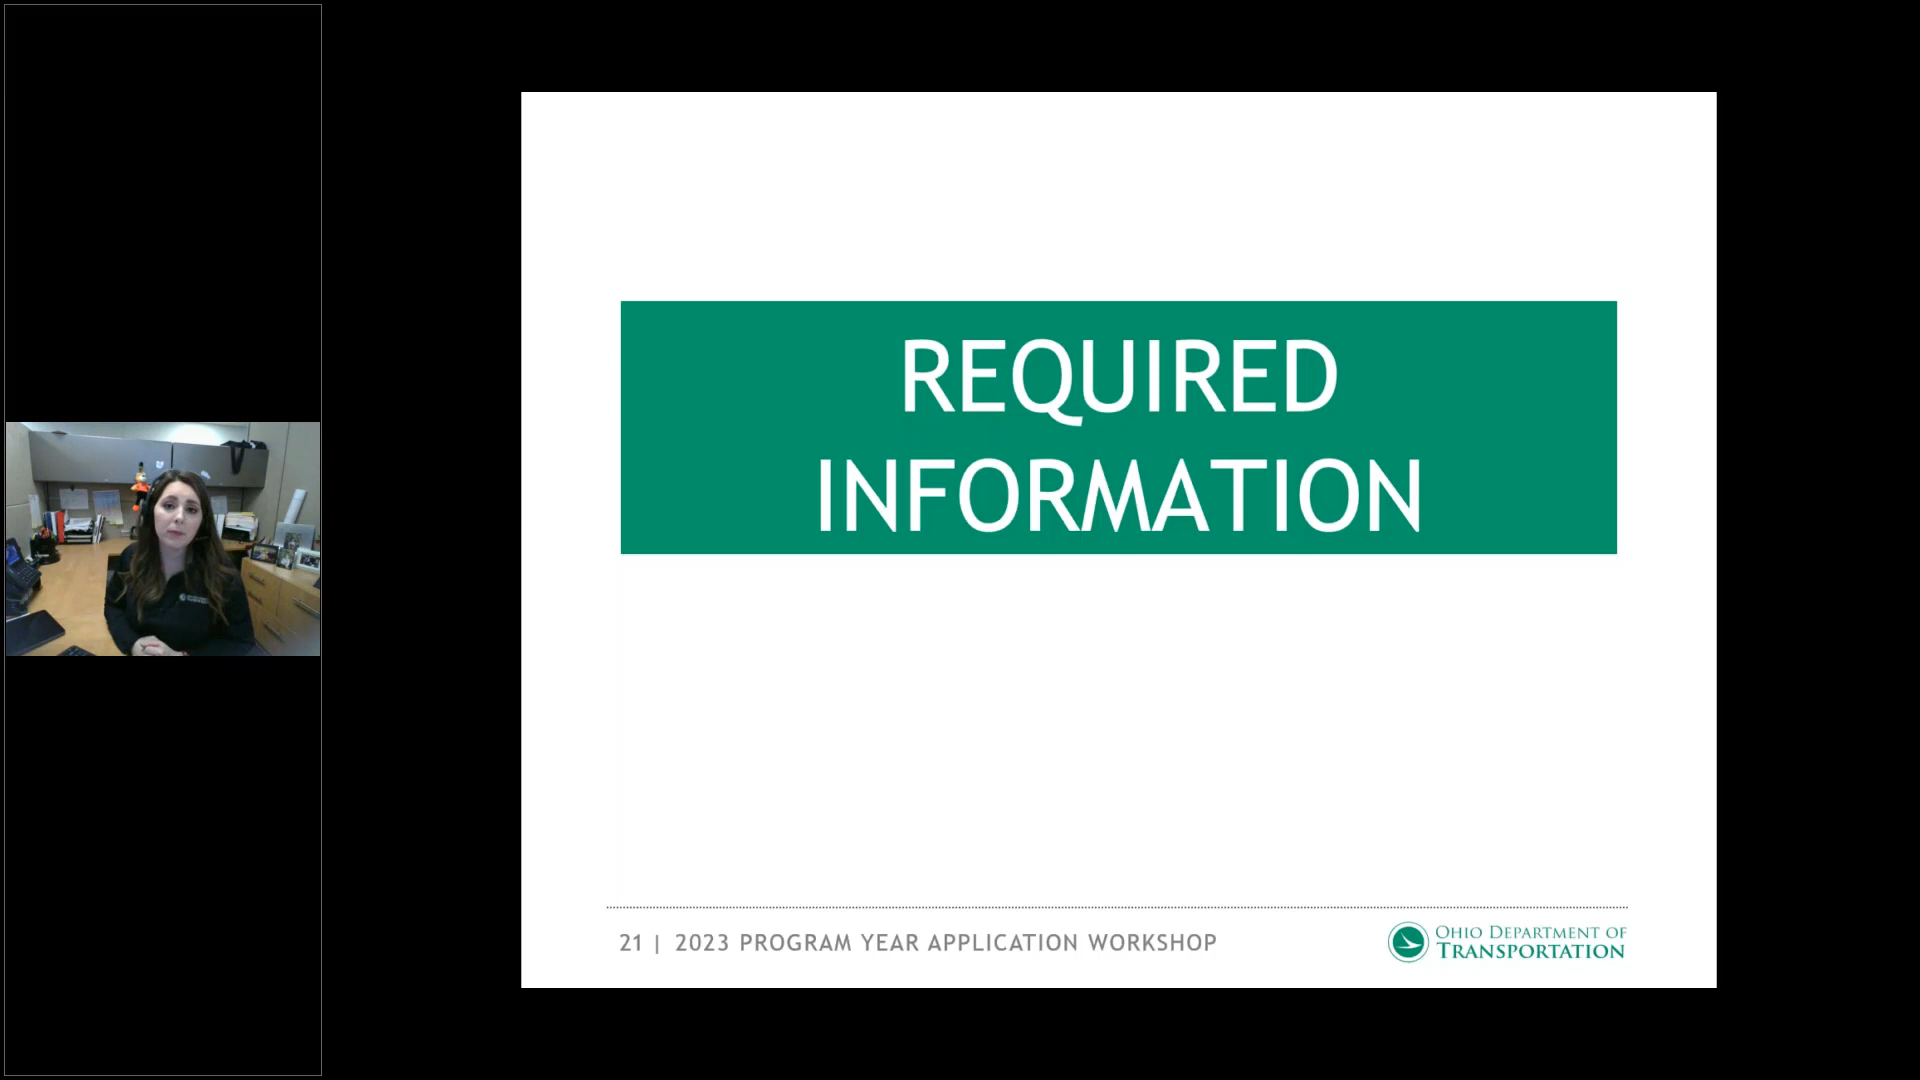 REQUIRED
INFORMATION
21 | 2023 PROGRAM YEAR APPLICATION WORKSHOP
OHIO DEPARTMENT OF
TRANSPORTATION